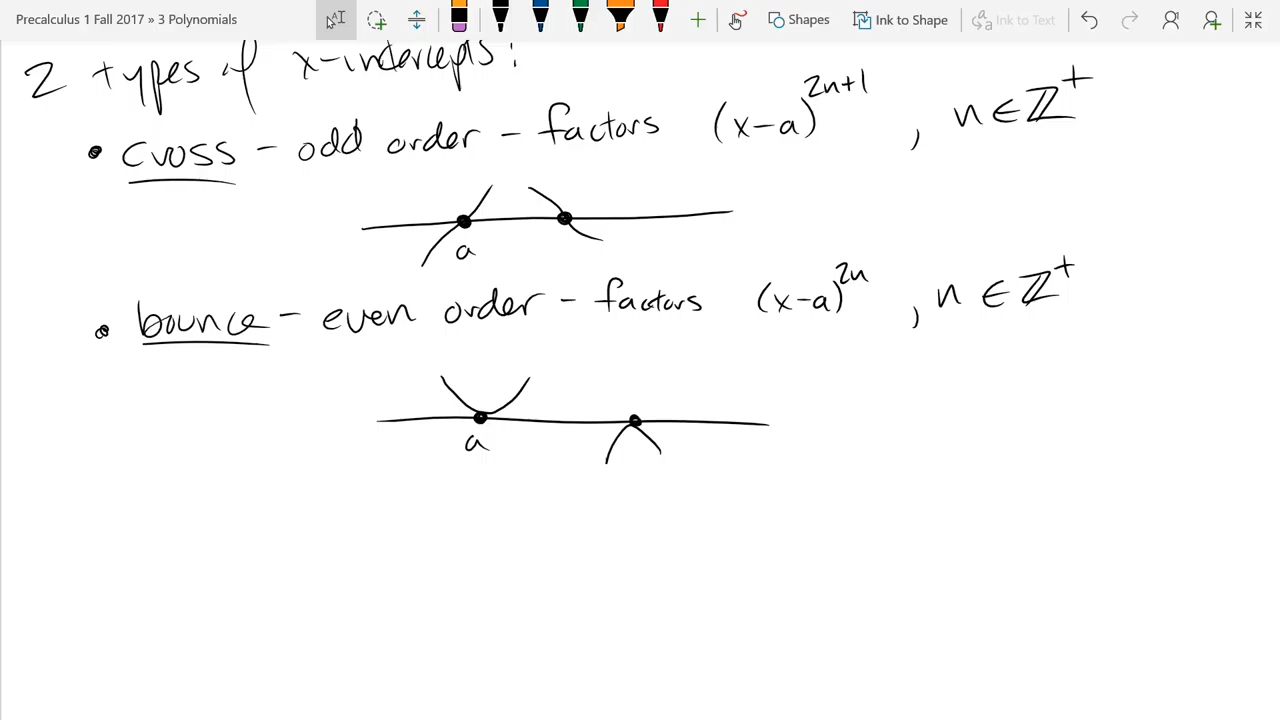 Precalculus 1 Fall 2017 » 3 Polynomials
Shapes
Ink to Shape
Ink to Text
2 types of x-intercepts:
• cross - odd order - factors (x-a)^{2n+1}, n ∈ ℤ^+
a
• bounce - even order - factors (x-a)^{2n}, n ∈ ℤ^+
a